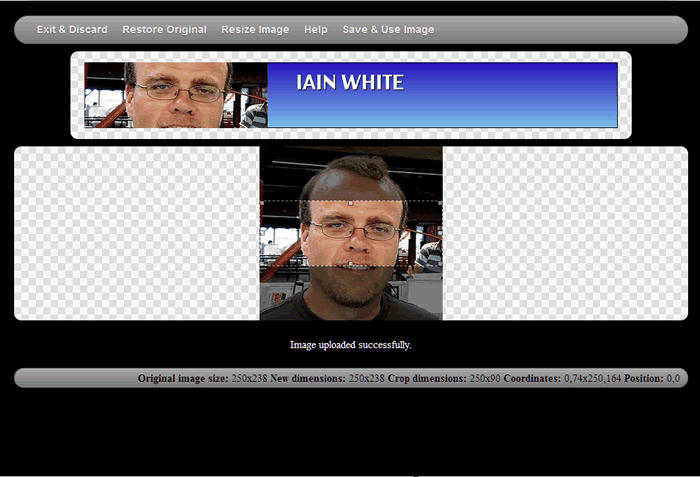 Exit & Discard Restore Original Resize Image Help Save & Use Image
IAIN WHITE
Image uploaded successfully.
Original image size: 250x238 New dimensions: 250x238 Crop dimensions: 250x90 Coordinates: 0,74x250,164 Position: 0,0